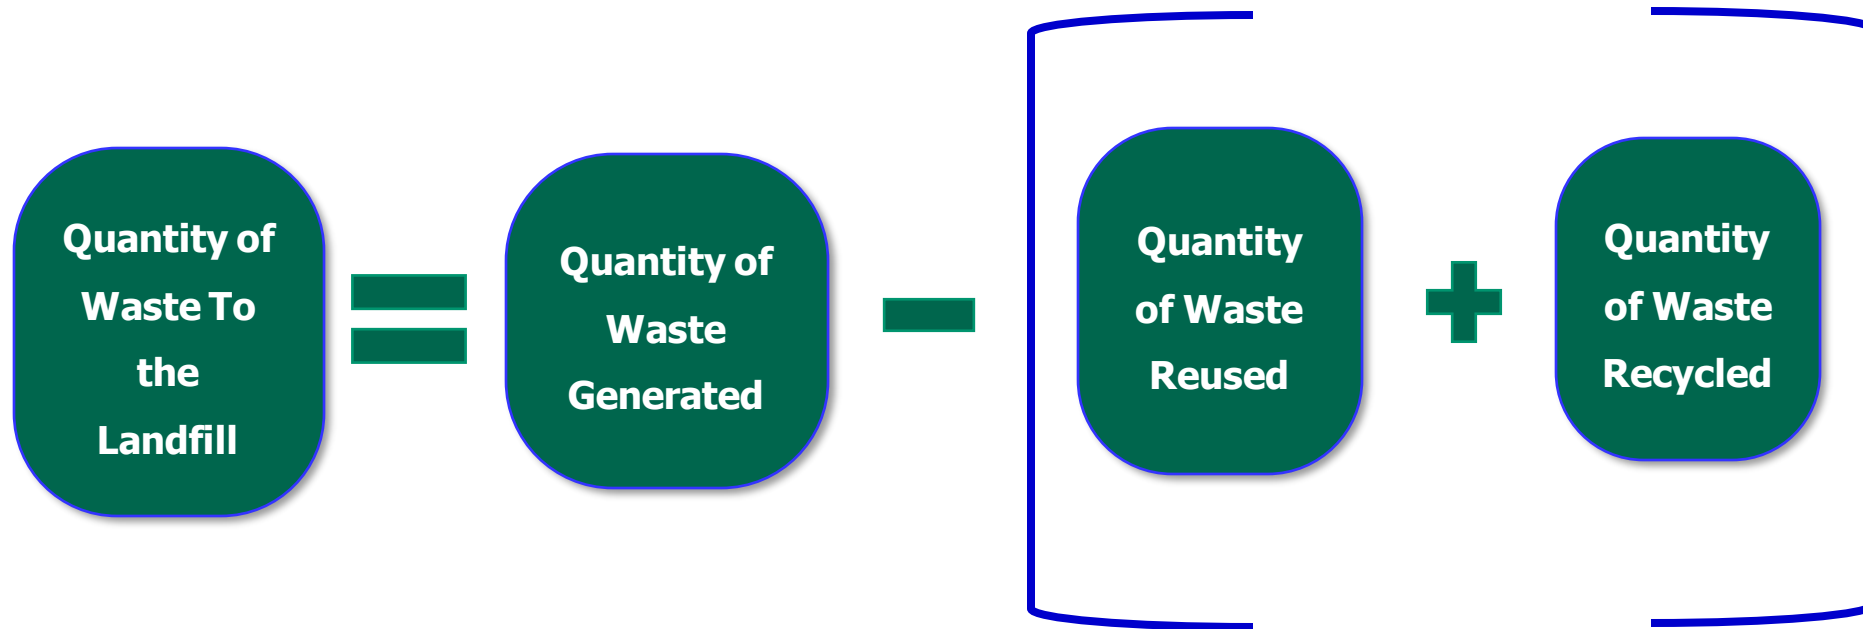 Quantity of
Waste To
the
Landfill
Quantity of
Waste
Generated
Quantity
of Waste
Reused
Quantity
of Waste
Recycled